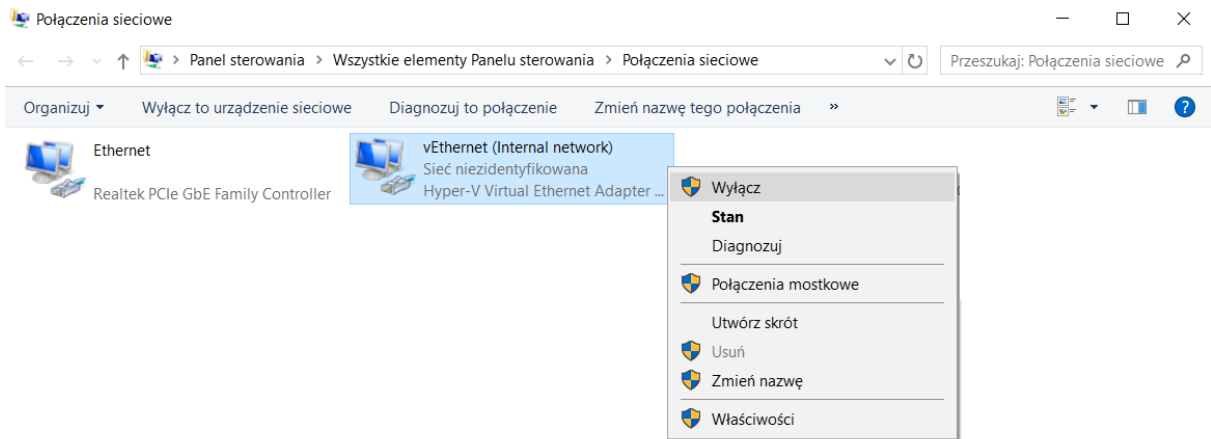 Połączenia sieciowe
Panel sterowania > Wszystkie elementy Panelu sterowania > Połączenia sieciowe
Przeszukaj: Połączenia sieciowe
Organizuj Wyłącz to urządzenie sieciowe Diagnozuj to połączenie Zmień nazwę tego połączenia »
Ethernet
Realtek PCIe GbE Family Controller
vEthernet (Internal network)
Sieć niezidentyfikowana
Hyper-V Virtual Ethernet Adapter ...
Wyłącz
Stan
Diagnozuj
Połączenia mostkowe
Utwórz skrót
Usuń
Zmień nazwę
Właściwości